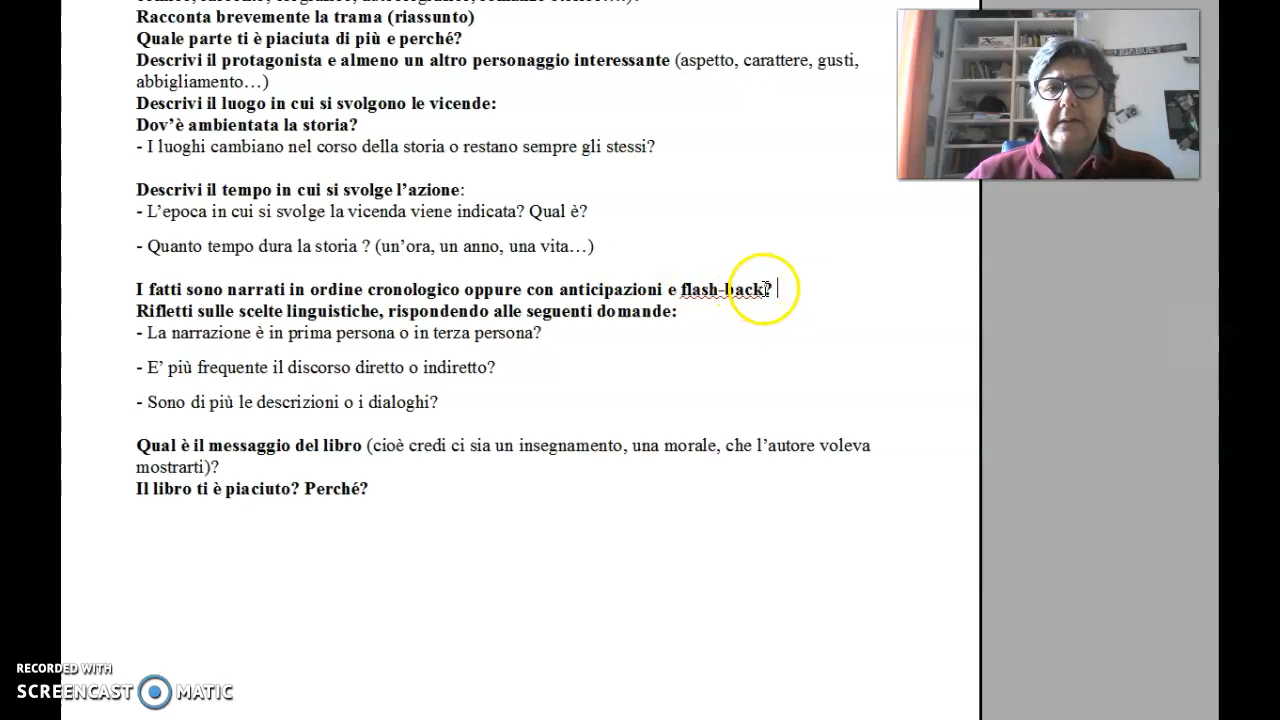 Racconta brevemente la trama (riassunto)
Quale parte ti è piaciuta di più e perché?
Descrivi il protagonista e almeno un altro personaggio interessante (aspetto, carattere, gusti,
abbigliamento…)
Descrivi il luogo in cui si svolgono le vicende:
Dov’è ambientata la storia?
- I luoghi cambiano nel corso della storia o restano sempre gli stessi?
Descrivi il tempo in cui si svolge l’azione:
- L’epoca in cui si svolge la vicenda viene indicata? Qual è?
- Quanto tempo dura la storia ? (un’ora, un anno, una vita…)
I fatti sono narrati in ordine cronologico oppure con anticipazioni e flash-back?
Rifletti sulle scelte linguistiche, rispondendo alle seguenti domande:
- La narrazione è in prima persona o in terza persona?
- E’ più frequente il discorso diretto o indiretto?
- Sono di più le descrizioni o i dialoghi?
Qual è il messaggio del libro (cioè credi ci sia un insegnamento, una morale, che l’autore voleva
mostrarti)?
Il libro ti è piaciuto? Perché?
RECORDED WITH
SCREENCAST MATIC